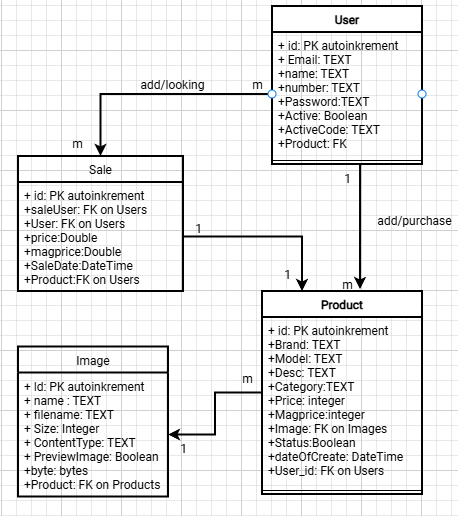 User
+ id: PK autoinkrement
+ Email: TEXT
+name: TEXT
+number: TEXT
+Password:TEXT
+Active: Boolean
+ActiveCode: TEXT
+Product: FK
add/looking
m
m
Sale
+ id: PK autoinkrement
+saleUser: FK on Users
+User: FK on Users
+price:Double
+magprice:Double
+SaleDate:DateTime
+Product:FK on Users
1
add/purchase
1
1
m
Product
+ id: PK autoinkrement
+Brand: TEXT
+Model: TEXT
+Desc: TEXT
+Category:TEXT
+Price: integer
+Magprice:integer
+Image: FK on Images
+Status:Boolean
+dateOfCreate: DateTime
+User_id: FK on Users
m
1
Image
+ Id: PK autoinkrement
+ name : TEXT
+ filename: TEXT
+ Size: Integer
+ ContentType: TEXT
+ PreviewImage: Boolean
+byte: bytes
+Product: FK on Products